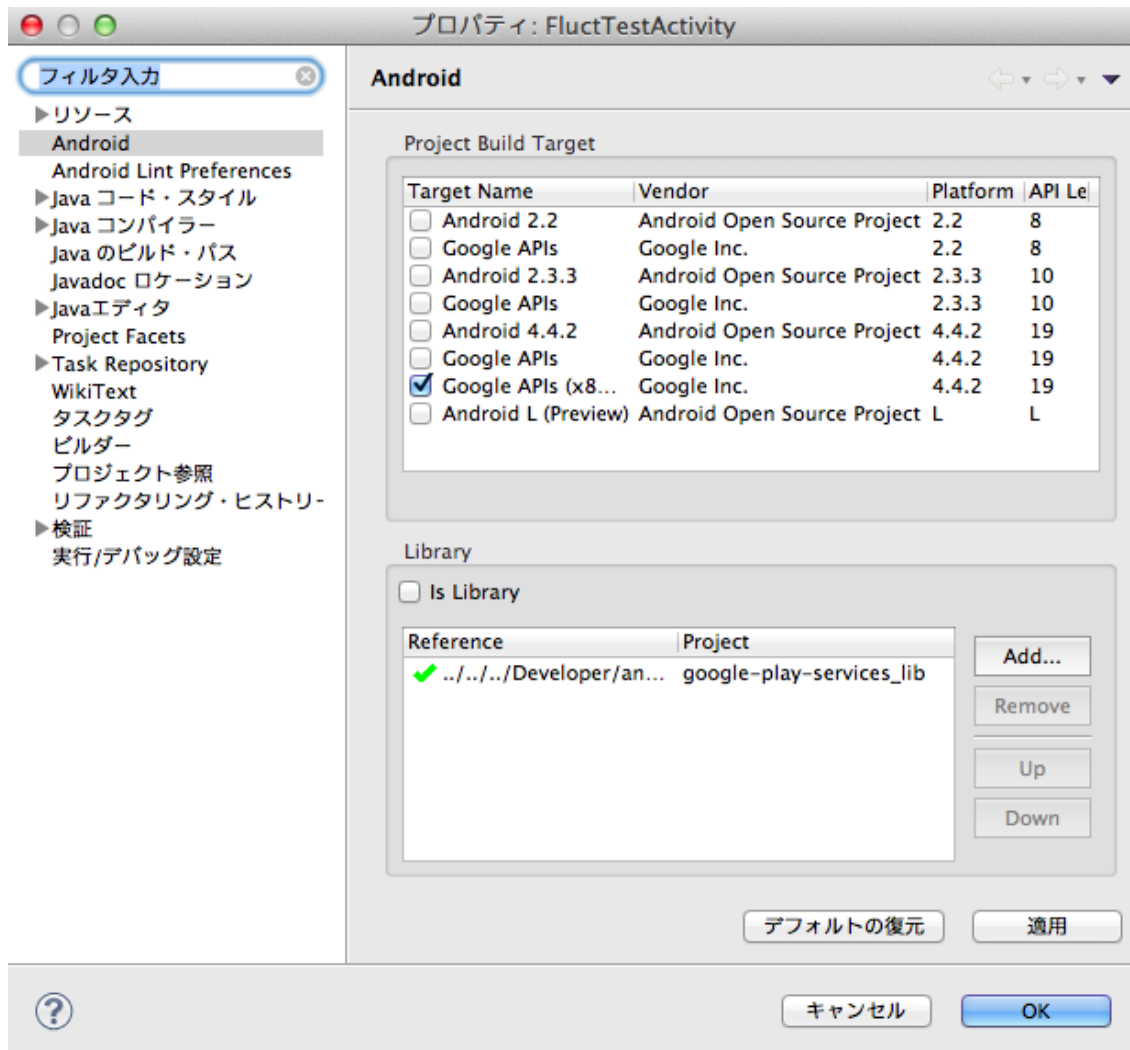 プロパティ: FluctTestActivity
フィルタ入力
リソース
Android
Android Lint Preferences
Java コード・スタイル
Java コンパイラー
Java のビルド・パス
Javadoc ロケーション
Javaエディタ
Project Facets
Task Repository
WikiText
タスクタグ
ビルダー
プロジェクト参照
リファクタリング・ヒストリ-
検証
実行/デバッグ設定
Android
Project Build Target
Target Name Vendor Platform API Le
Android 2.2 Android Open Source Project 2.2 8
Google APIs Google Inc. 2.2 8
Android 2.3.3 Android Open Source Project 2.3.3 10
Google APIs Google Inc. 2.3.3 10
Android 4.4.2 Android Open Source Project 4.4.2 19
Google APIs Google Inc. 4.4.2 19
Google APIs (x8... Google Inc. 4.4.2 19
Android L (Preview) Android Open Source Project L L
Library
Is Library
Reference Project
../../../Developer/an... google-play-services_lib
Add...
Remove
Up
Down
デフォルトの復元 適用
? キャンセル OK